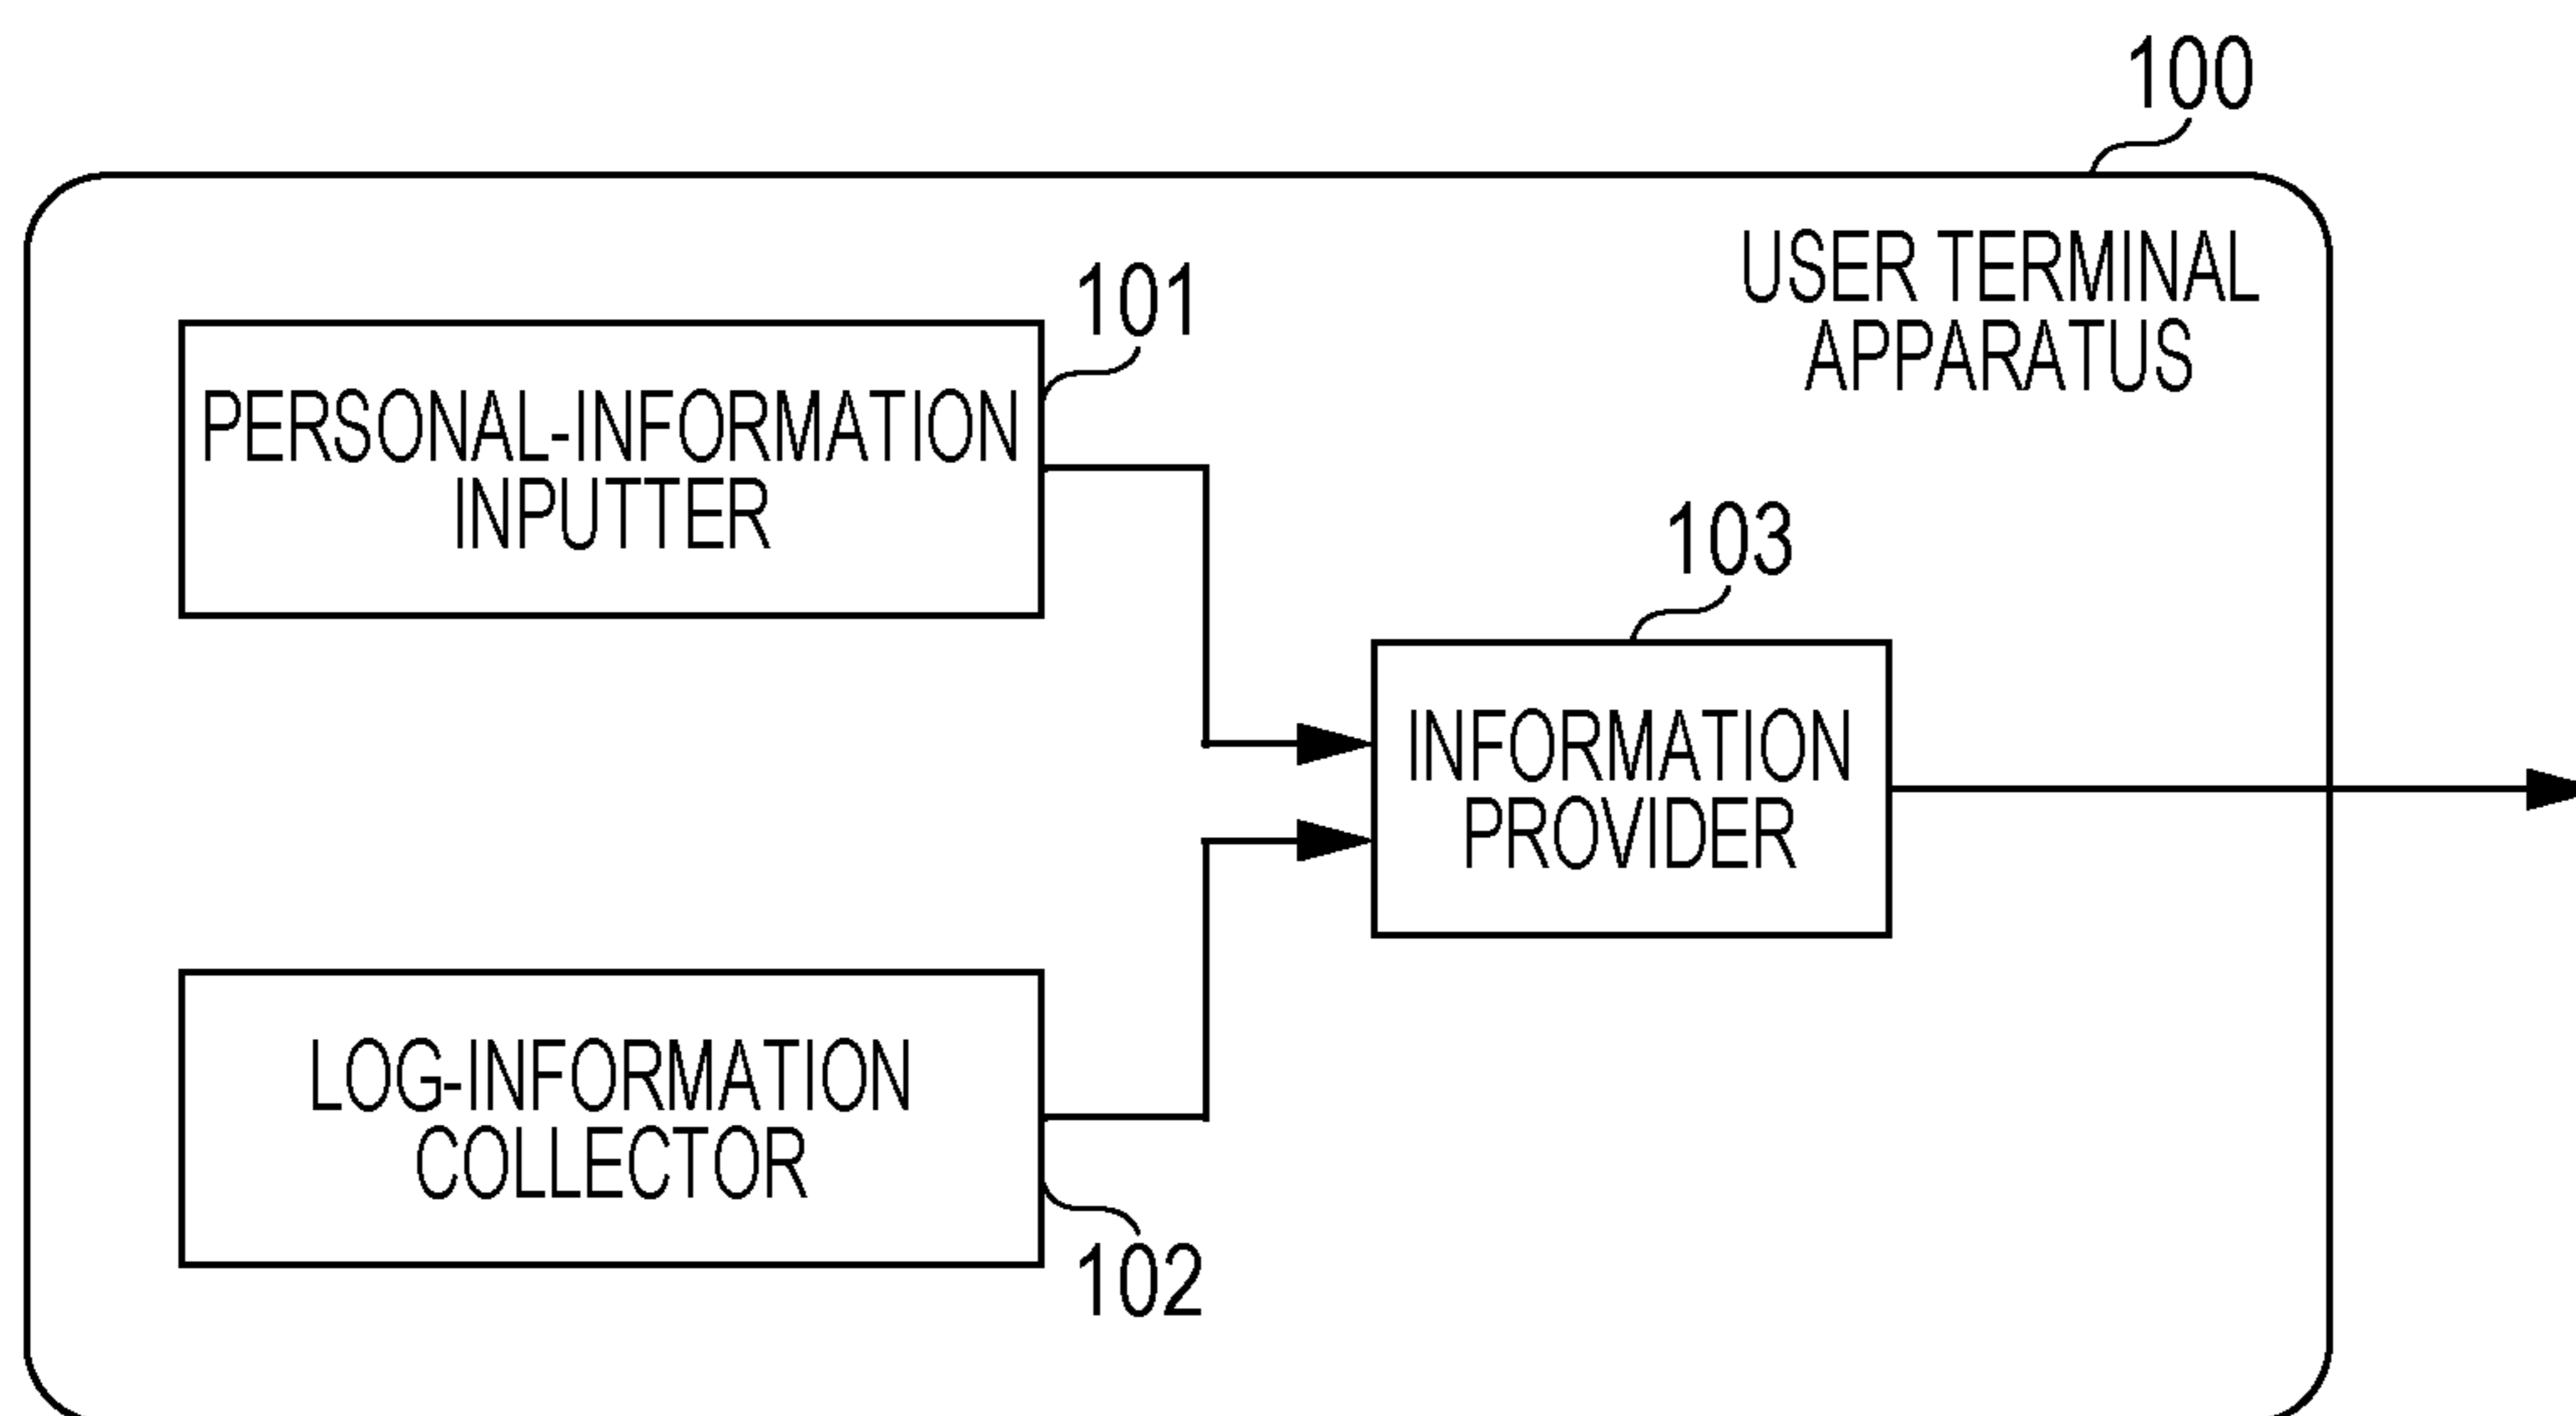 100
USER TERMINAL
APPARATUS
101
PERSONAL-INFORMATION
INPUTTER
103
INFORMATION
PROVIDER
LOG-INFORMATION
COLLECTOR
102